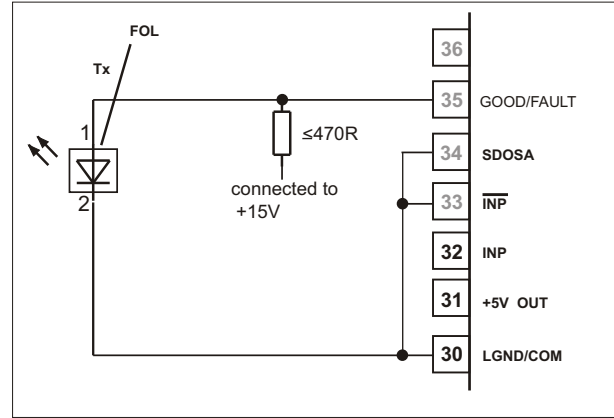 FOL
36
Tx
35 GOOD/FAULT
1
≤470R
34 SDOSA
connected to
+15V
2
33 INP
32 INP
31 +5V OUT
30 LGND/COM